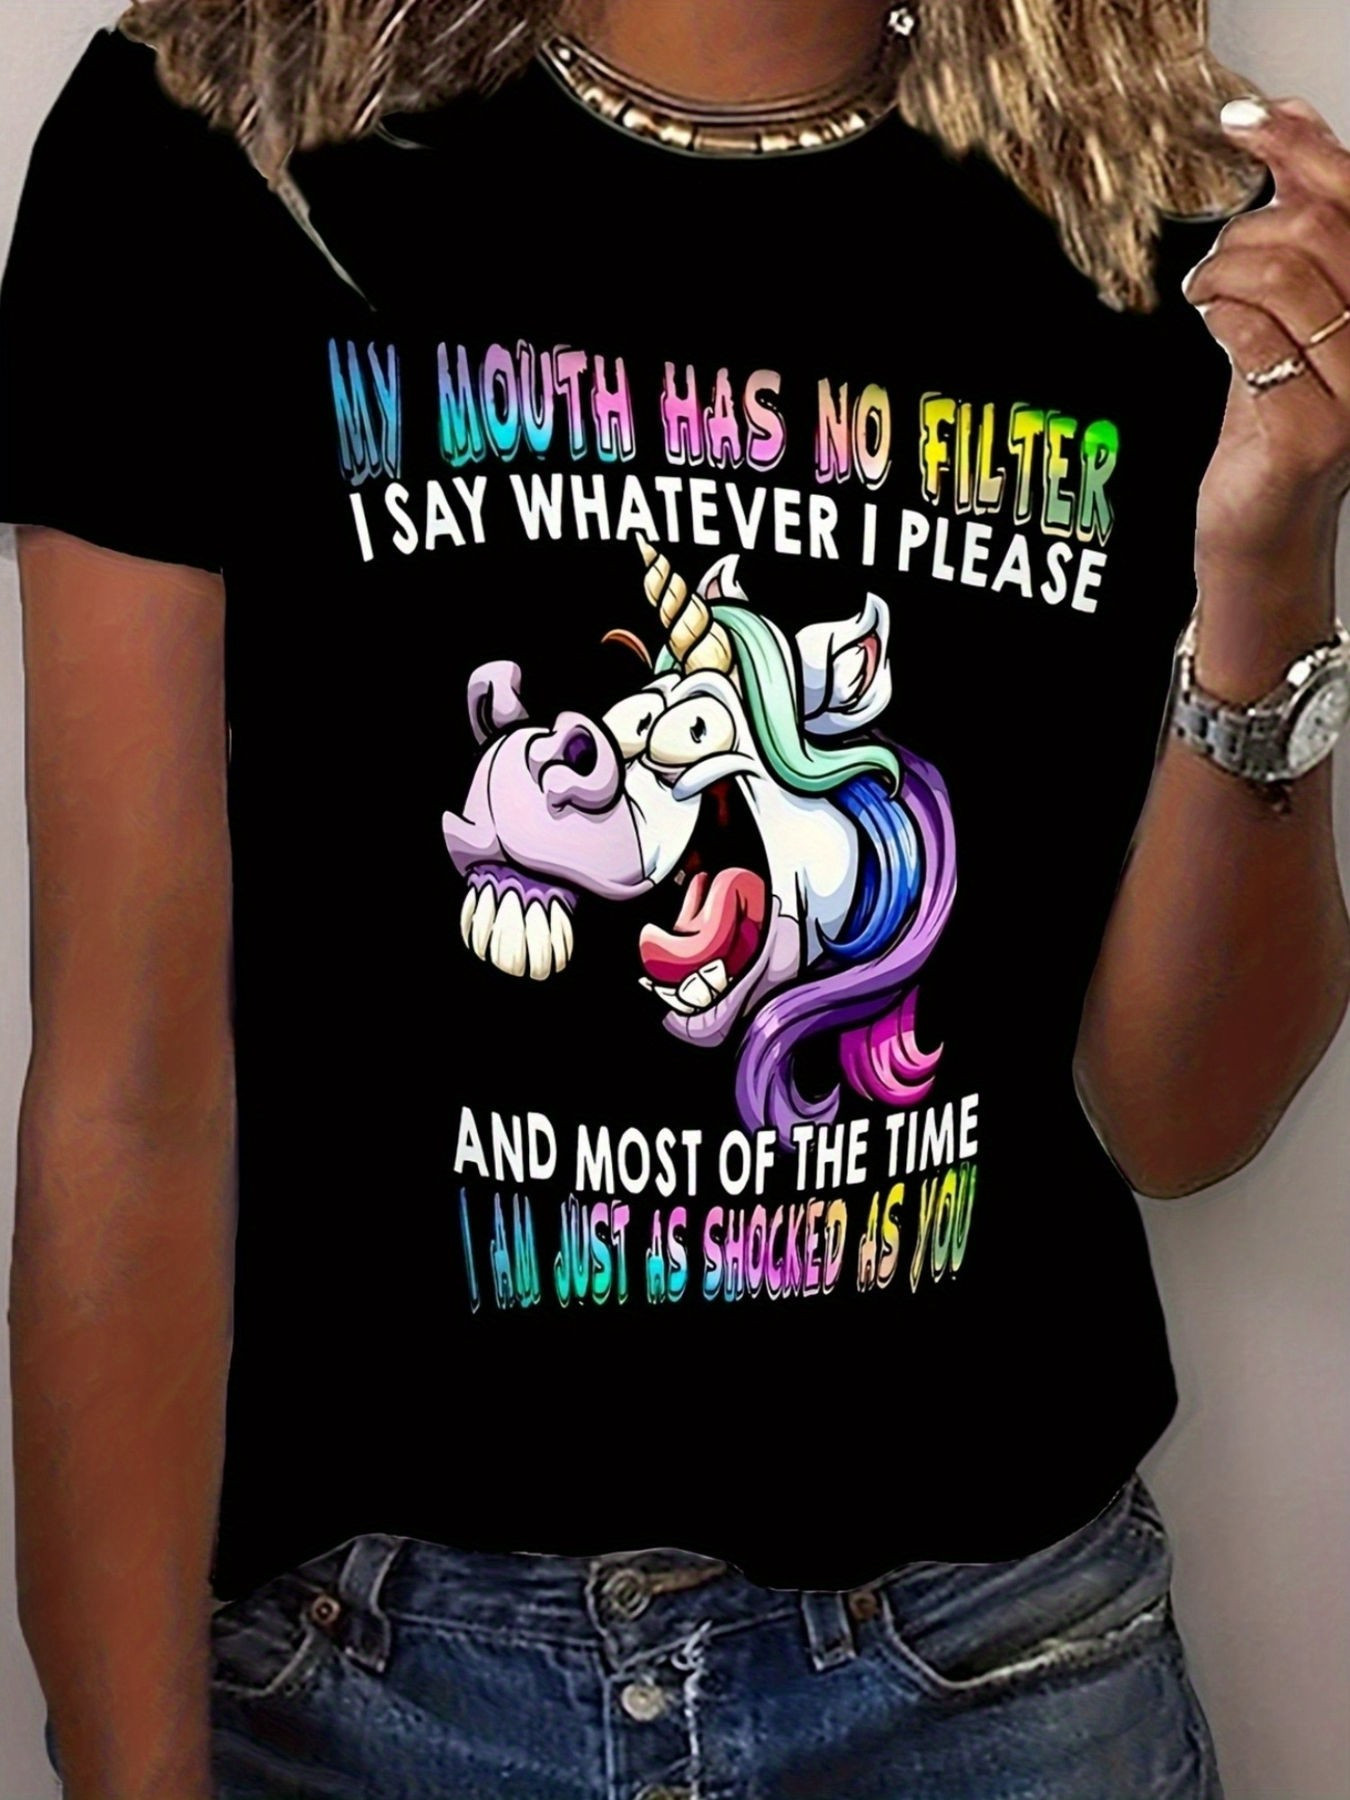 MY MOUTH HAS NO FILTER
I SAY WHATEVER I PLEASE
AND MOST OF THE TIME
I AM JUST AS SHOCKED AS YOU